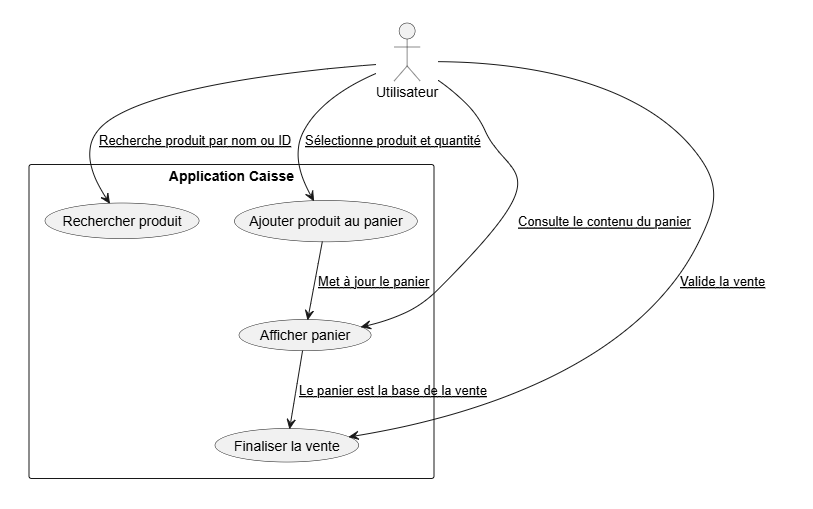 Utilisateur
Recherche produit par nom ou ID
Sélectionne produit et quantité
Application Caisse
Rechercher produit
Ajouter produit au panier
Consulte le contenu du panier
Met à jour le panier
Valide la vente
Afficher panier
Le panier est la base de la vente
Finaliser la vente